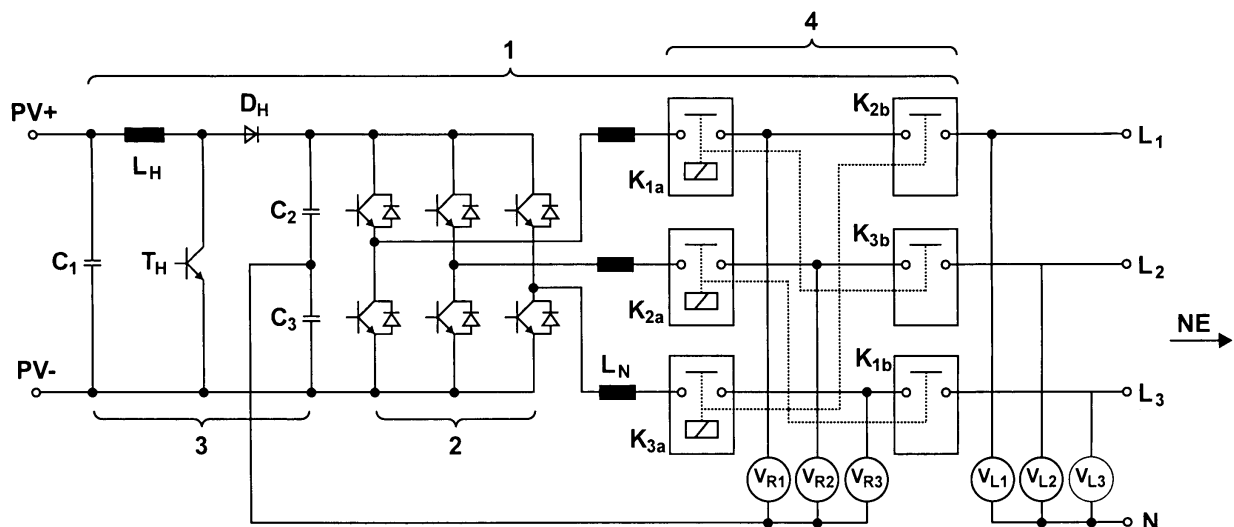 4
1
PV+
D_H
K_2b
L_1
L_H
K_1a
C_2
K_3b
C_1
T_H
L_2
C_3
K_2a
NE
PV-
L_N
K_1b
L_3
3
2
K_3a
V_R1
V_R2
V_R3
V_L1
V_L2
V_L3
N